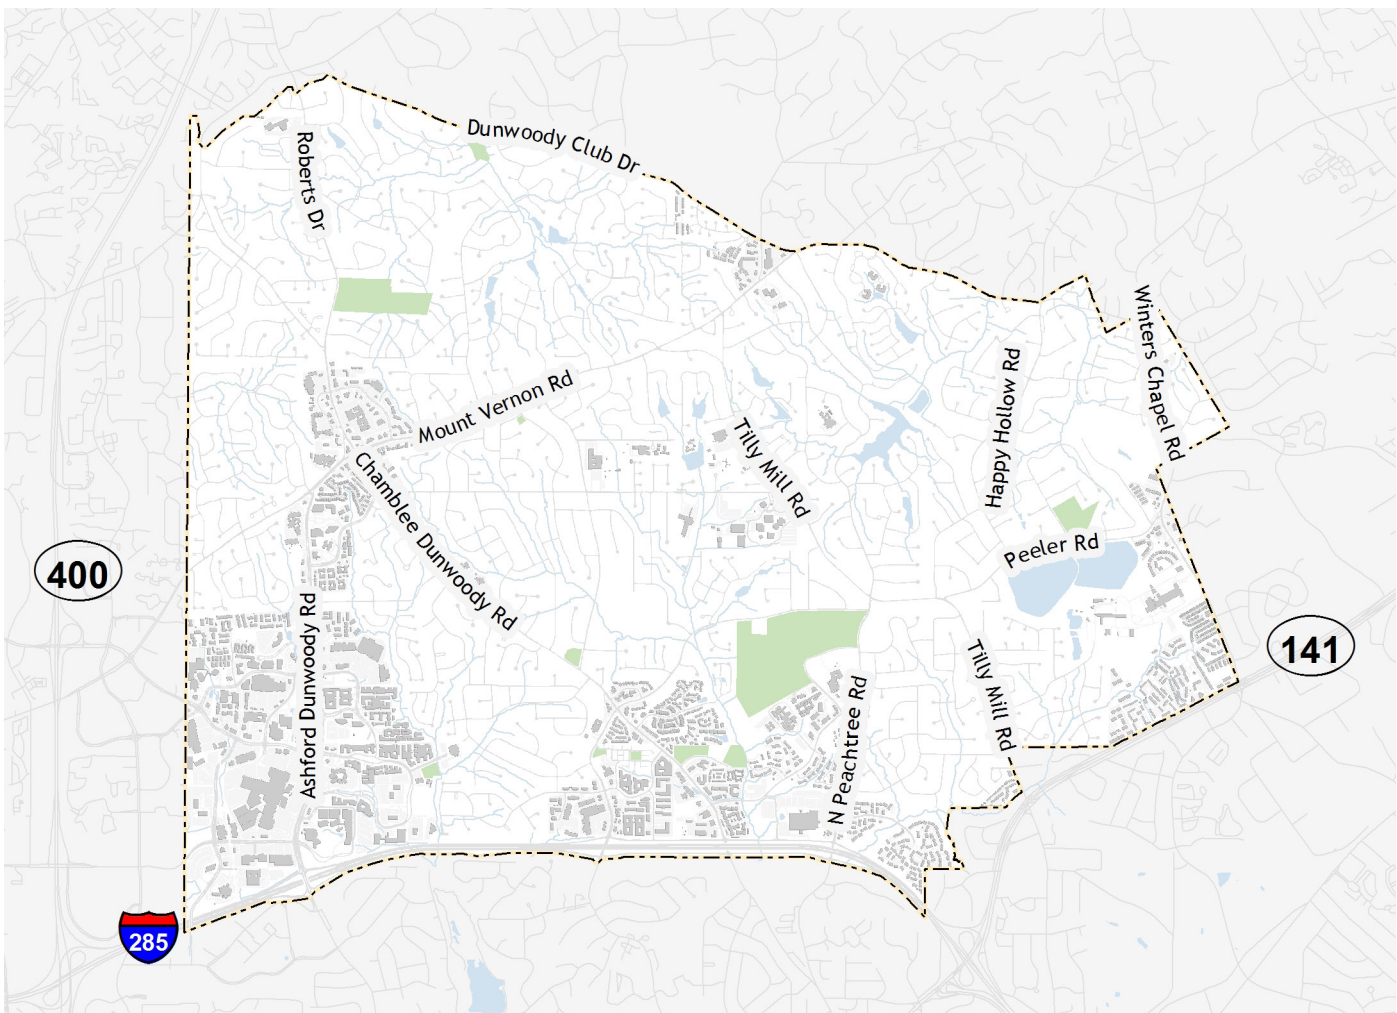 Dunwoody Club Dr
Roberts Dr
Winters Chapel Rd
Happy Hollow Rd
Mount Vernon Rd
Tilly Mill Rd
Chamblee Dunwoody Rd
Peeler Rd
400
Ashford Dunwoody Rd
141
Tilly Mill Rd
N Peachtree Rd
285